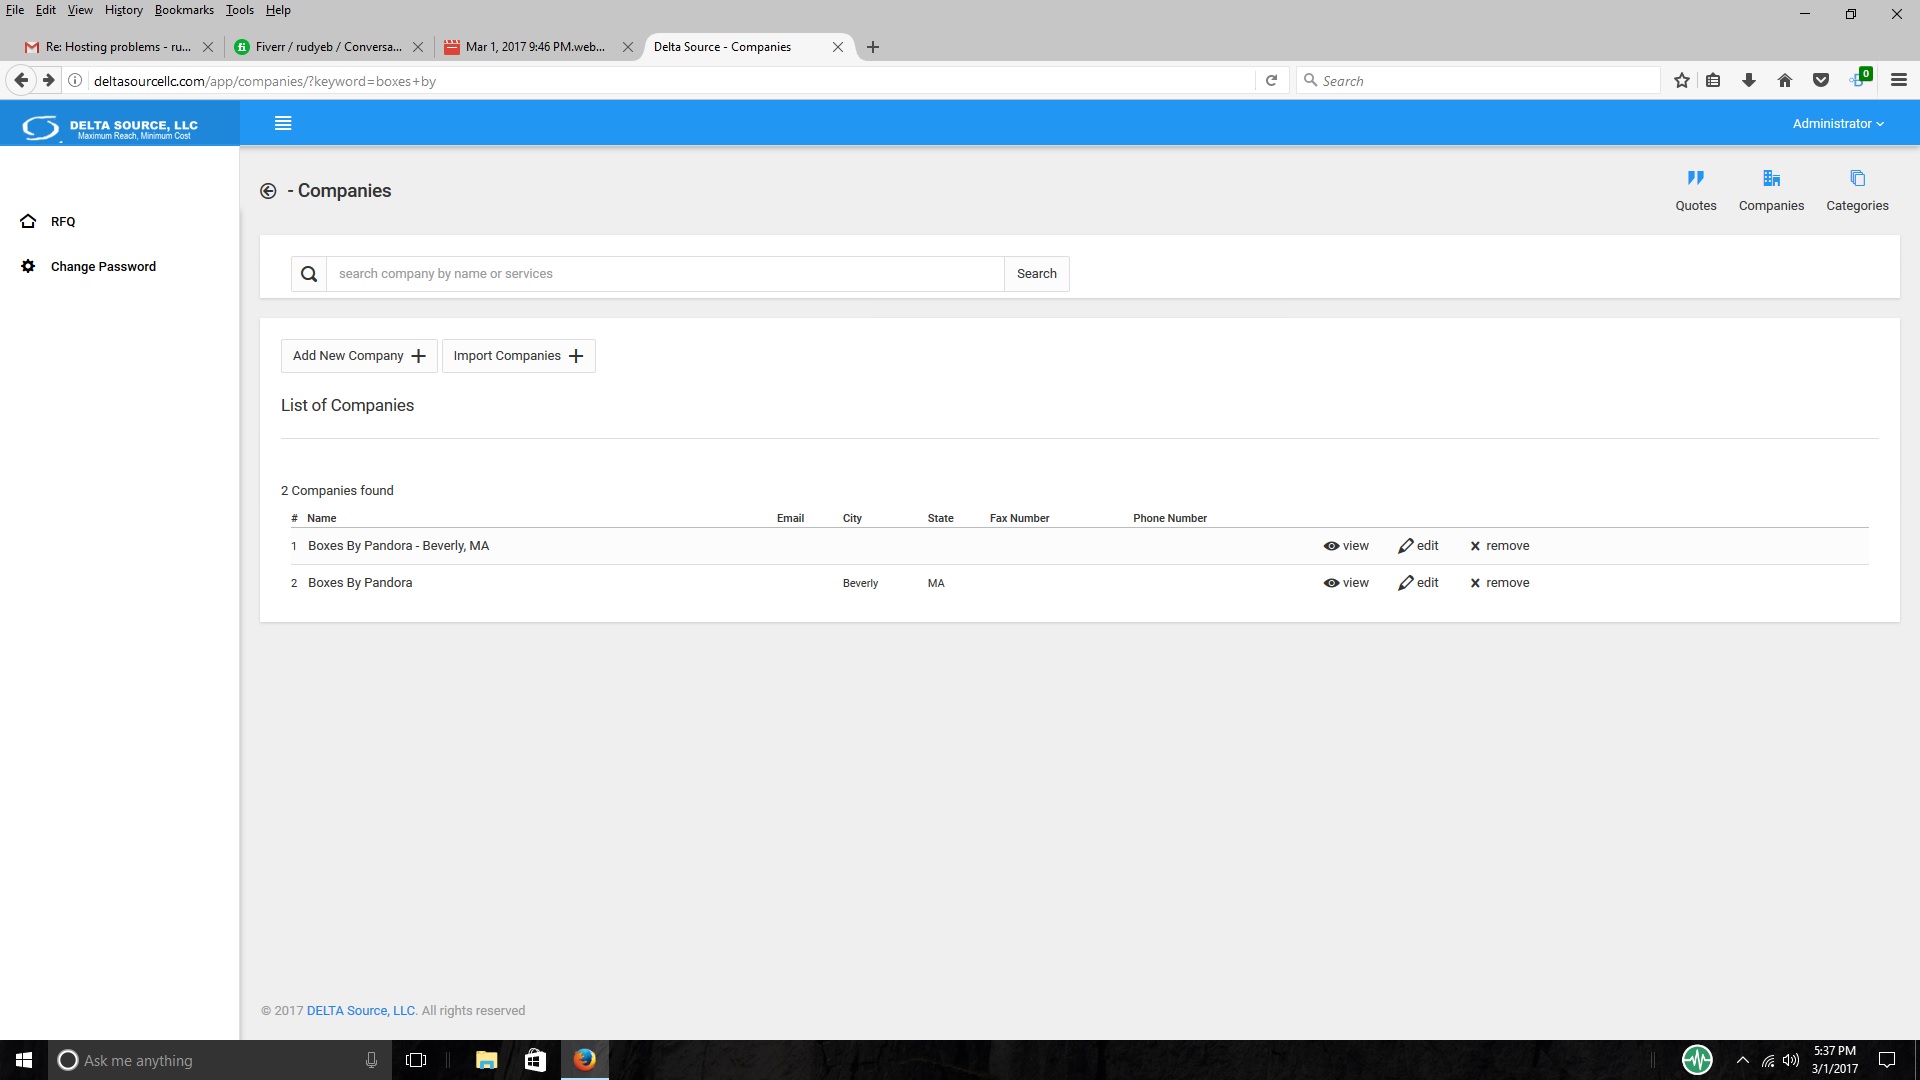 File Edit View History Bookmarks Tools Help
Re: Hosting problems - ru... Fiverr / rudyeb / Conversa... Mar 1, 2017 9:46 PM.web... Delta Source - Companies
deltasourcellc.com/app/companies/?keyword=boxes+by Search 0
DELTA SOURCE, LLC
Maximum Reach, Minimum Cost
Administrator
- Companies
Quotes Companies Categories
RFQ
Change Password
search company by name or services Search
Add New Company Import Companies
List of Companies
2 Companies found
# Name Email City State Fax Number Phone Number
1 Boxes By Pandora - Beverly, MA view edit remove
2 Boxes By Pandora Beverly MA view edit remove
© 2017 DELTA Source, LLC. All rights reserved
Ask me anything
5:37 PM
3/1/2017